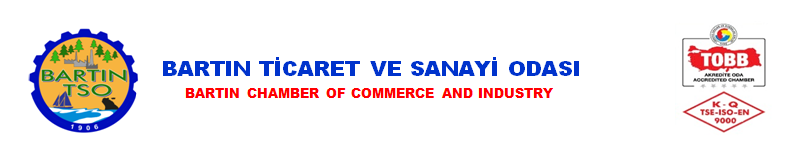 BARTIN
TSO
1906
BARTIN TİCARET VE SANAYİ ODASI
BARTIN CHAMBER OF COMMERCE AND INDUSTRY
TOBB
AKREDİTE ODA
ACCREDITED CHAMBER
K - Q
TSE-ISO-EN
9000